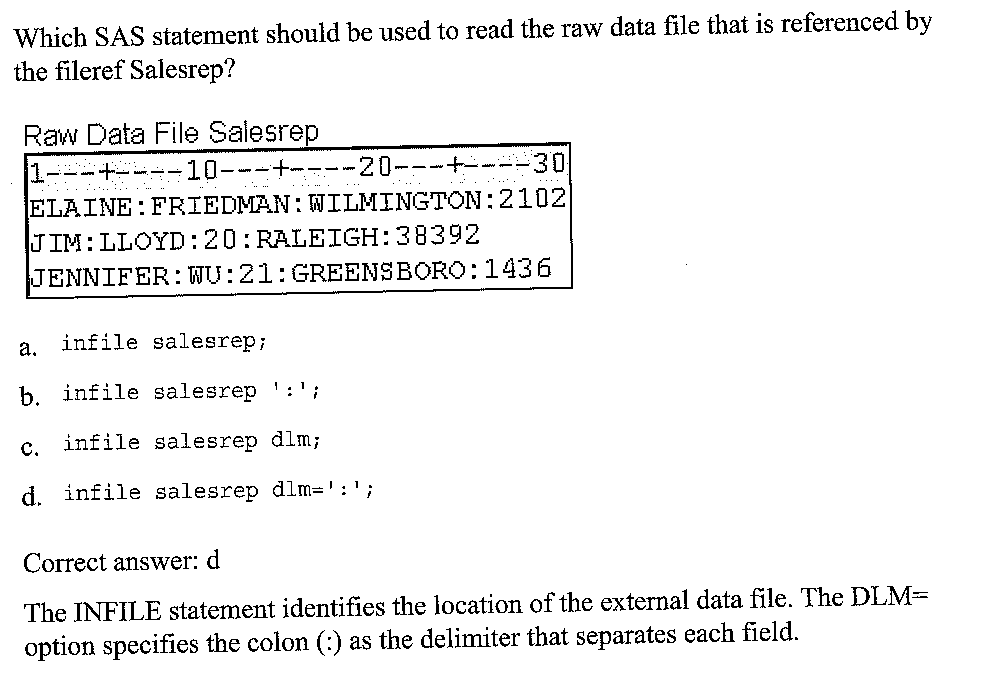 Which SAS statement should be used to read the raw data file that is referenced by
the fileref Salesrep?
Raw Data File Salesrep
1---+----10---+----20---+----30
ELAINE:FRIEDMAN:WILMINGTON:2102
JIM:LLOYD:20:RALEIGH:38392
JENNIFER:WU:21:GREENSBORO:1436
a. infile salesrep;
b. infile salesrep ':';
c. infile salesrep dlm;
d. infile salesrep dlm=':';
Correct answer: d
The INFILE statement identifies the location of the external data file. The DLM=
option specifies the colon (:) as the delimiter that separates each field.